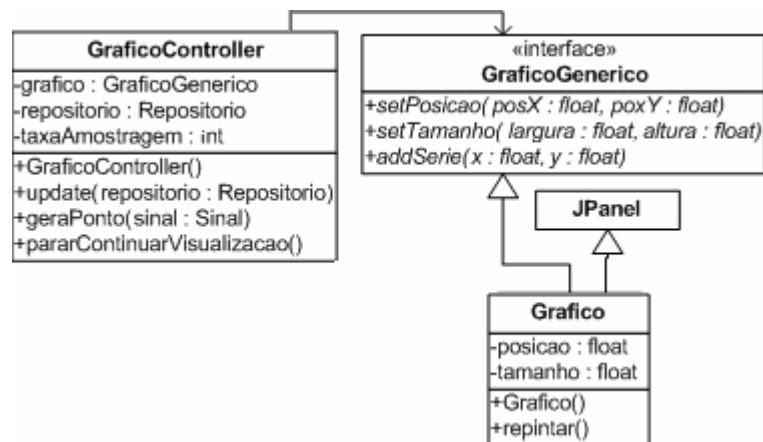 GraficoController
-grafico : GraficoGenerico
-repositorio : Repositorio
-taxaAmostragem : int
+GraficoController()
+update(repositorio : Repositorio)
+geraPonto(sinal : Sinal)
+pararContinuarVisualizacao()
«interface»
GraficoGenerico
+setPosicao( posX : float, poxY : float)
+setTamanho( largura : float, altura : float)
+addSerie(x : float, y : float)
JPanel
Grafico
-posicao : float
-tamanho : float
+Grafico()
+repintar()